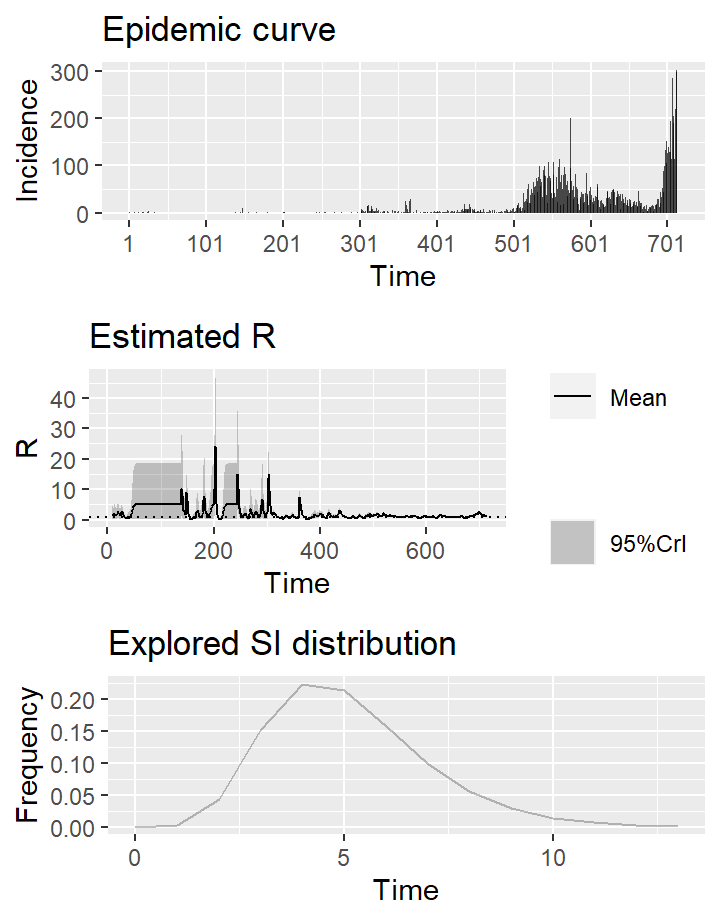 Epidemic curve
Incidence
300
200
100
0
1 101 201 301 401 501 601 701
Time
Estimated R
R
40
30
20
10
0
0 200 400 600
Time
Mean
95%CrI
Explored SI distribution
Frequency
0.20
0.15
0.10
0.05
0.00
0 5 10
Time